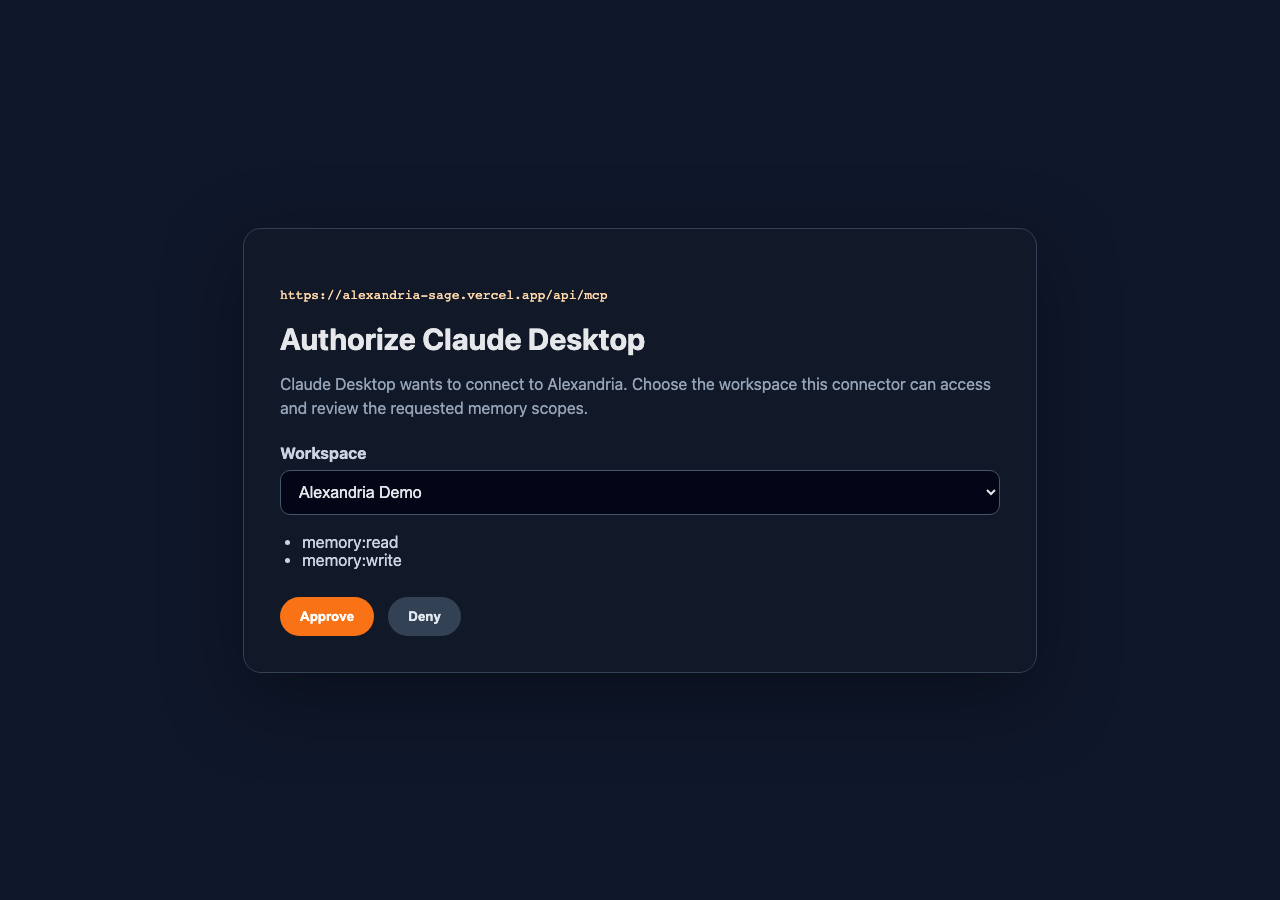 https://alexandria-sage.vercel.app/api/mcp
Authorize Claude Desktop
Claude Desktop wants to connect to Alexandria. Choose the workspace this connector can access
and review the requested memory scopes.
Workspace
Alexandria Demo
memory:read
memory:write
Approve Deny